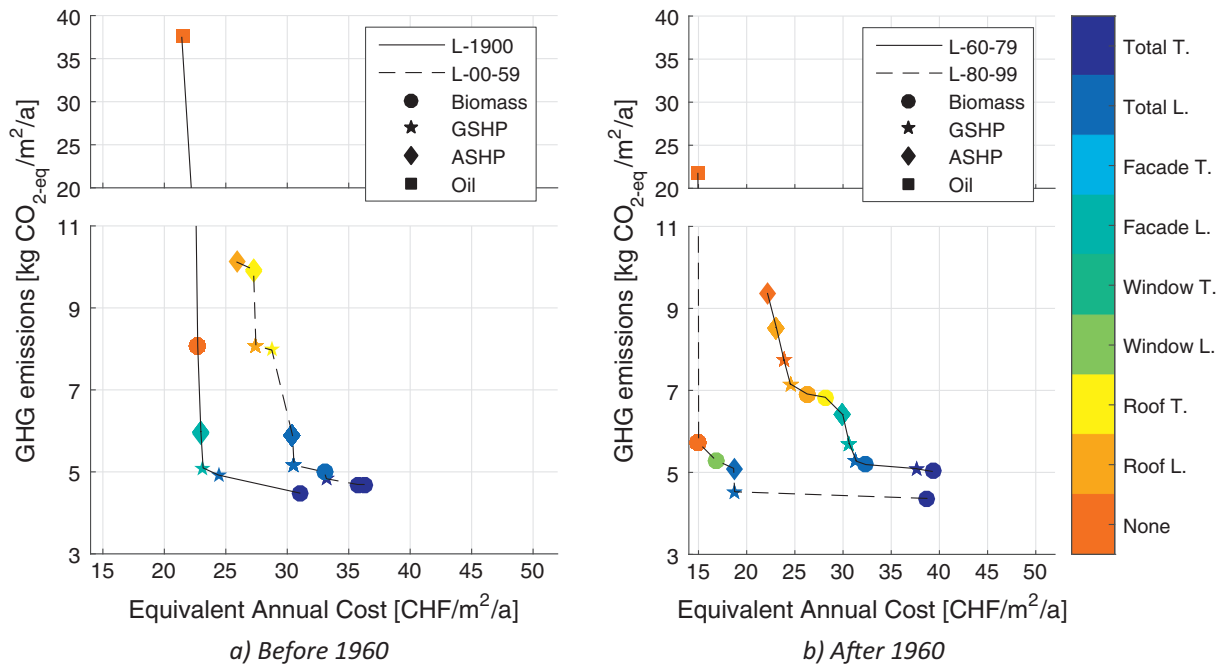 GHG emissions [kg CO2-eq/m²/a]
40
35
30
25
20
11
9
7
5
3
15 20 25 30 35 40 45 50
Equivalent Annual Cost [CHF/m²/a]
L-1900
L-00-59
Biomass
GSHP
ASHP
Oil
a) Before 1960
GHG emissions [kg CO2-eq/m²/a]
40
35
30
25
20
11
9
7
5
3
15 20 25 30 35 40 45 50
Equivalent Annual Cost [CHF/m²/a]
L-60-79
L-80-99
Biomass
GSHP
ASHP
Oil
b) After 1960
Total T.
Total L.
Facade T.
Facade L.
Window T.
Window L.
Roof T.
Roof L.
None